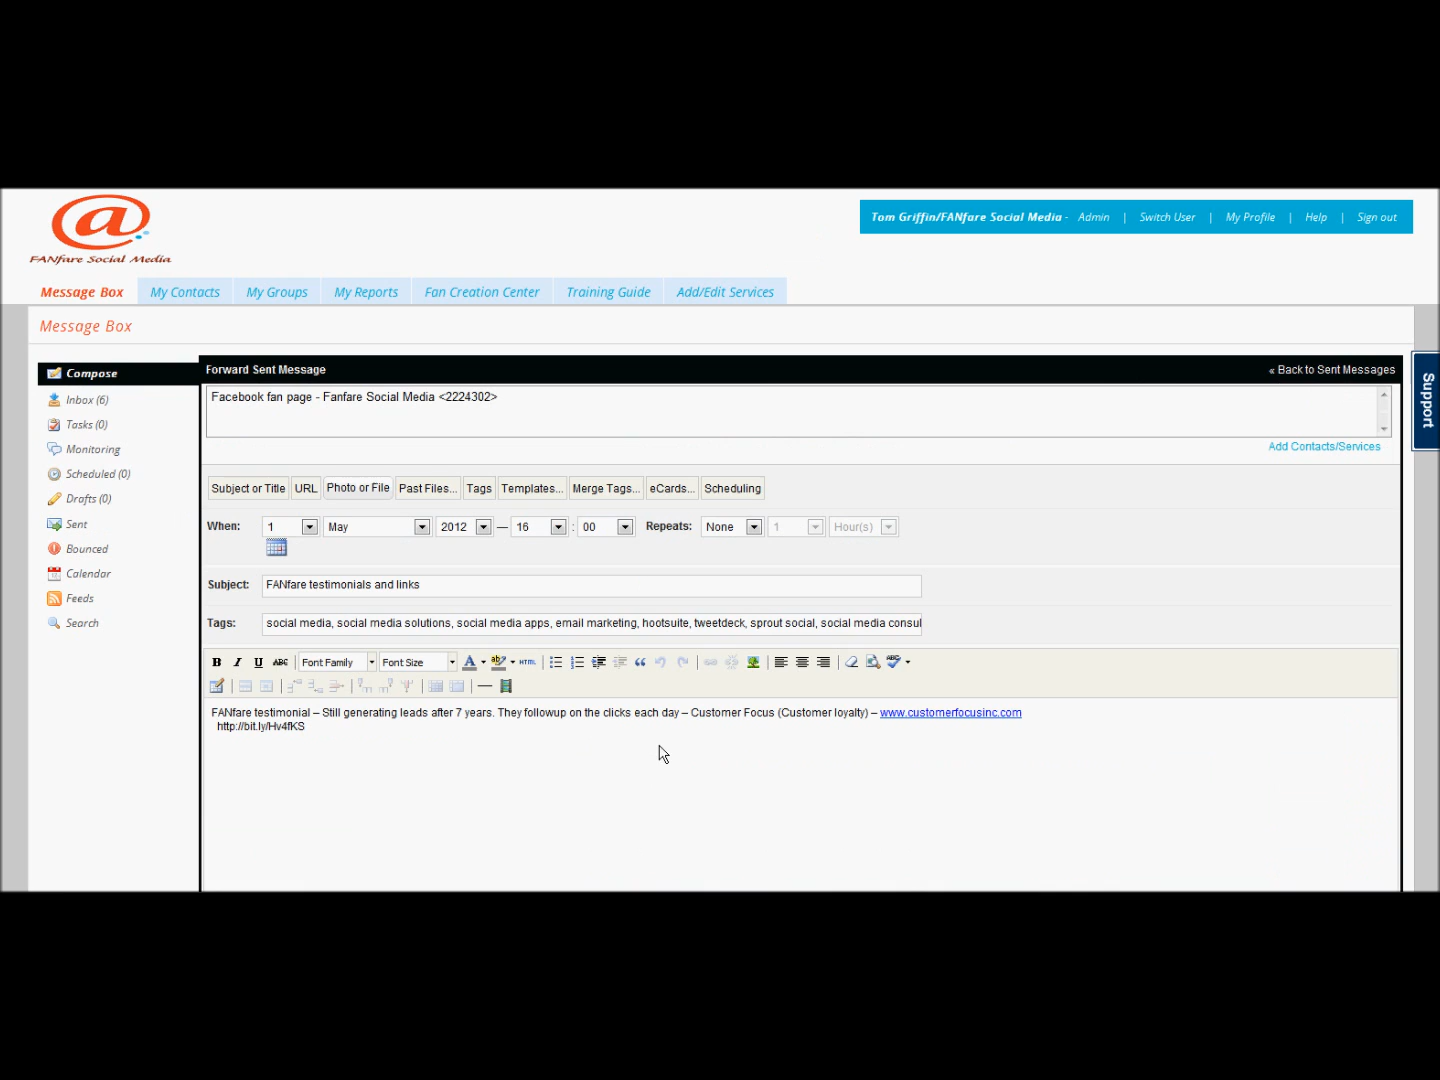 @
FANfare Social Media
Tom Griffin/FANfare Social Media - Admin | Switch User | My Profile | Help | Sign out
Message Box My Contacts My Groups My Reports Fan Creation Center Training Guide Add/Edit Services
Message Box
Compose
Inbox (6)
Tasks (0)
Monitoring
Scheduled (0)
Drafts (0)
Sent
Bounced
Calendar
Feeds
Search
Forward Sent Message « Back to Sent Messages
Facebook fan page - Fanfare Social Media <2224302>
Add Contacts/Services
Subject or Title URL Photo or File Past Files... Tags Templates... Merge Tags... eCards... Scheduling
When: 1 May 2012 — 16 : 00 Repeats: None 1 Hour(s)
Subject: FANfare testimonials and links
Tags: social media, social media solutions, social media apps, email marketing, hootsuite, tweetdeck, sprout social, social media consul
B I U ABC Font Family Font Size A ab HTML ABC
FANfare testimonial – Still generating leads after 7 years. They followup on the clicks each day – Customer Focus (Customer loyalty) – www.customerfocusinc.com
http://bit.ly/Hv4fKS
Support